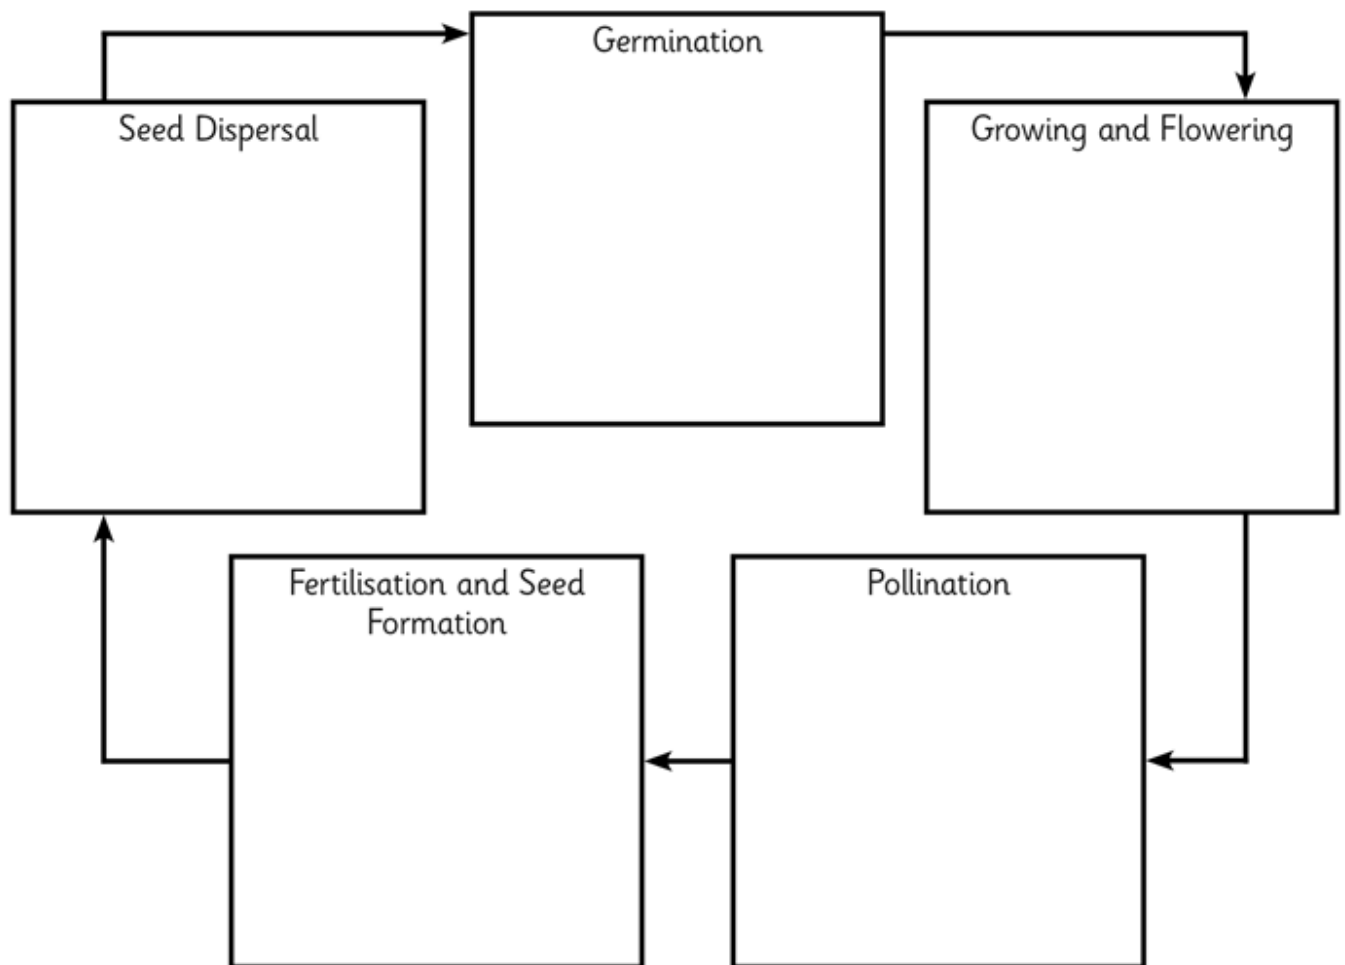 Germination
Seed Dispersal
Growing and Flowering
Fertilisation and Seed
Formation
Pollination